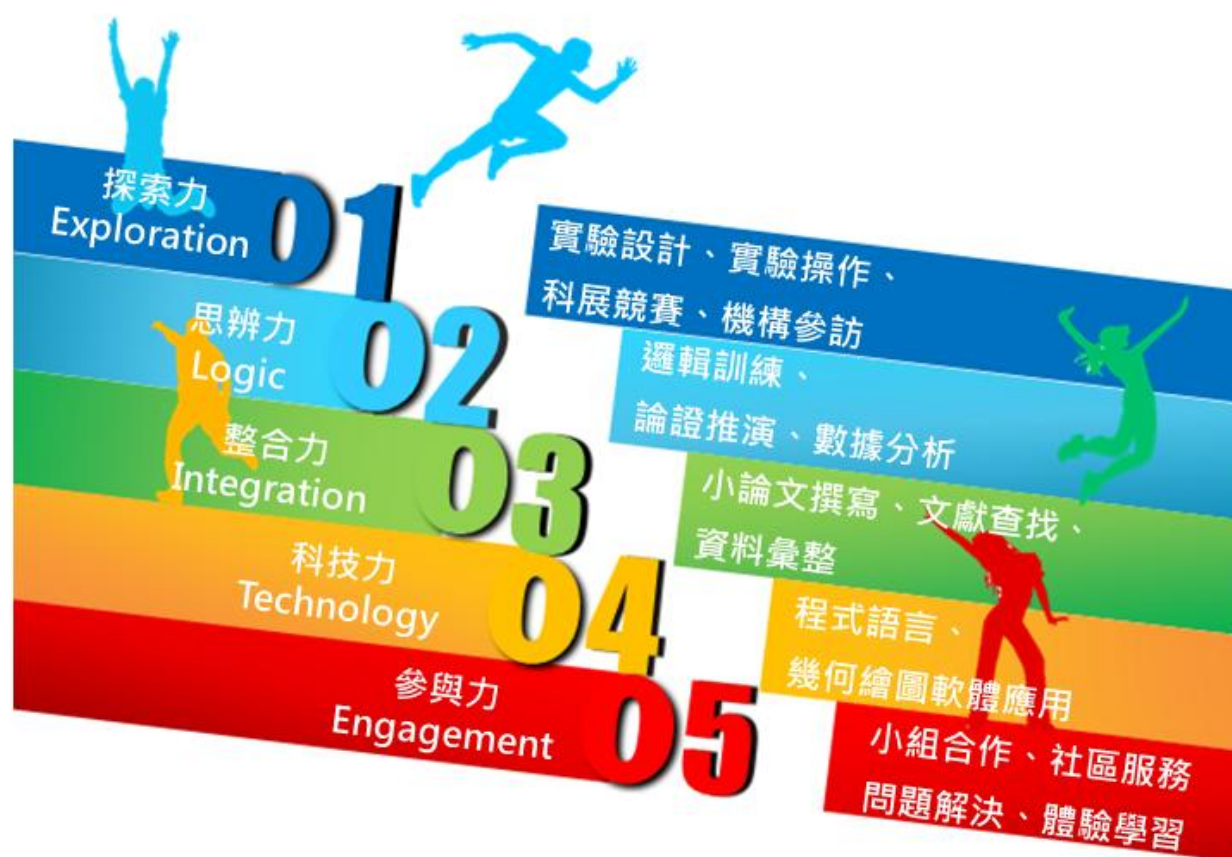 探索力
Exploration
01
實驗設計、實驗操作、
科展競賽、機構參訪
思辨力
Logic
02
邏輯訓練、
論證推演、數據分析
整合力
Integration
03
小論文撰寫、文獻查找、
資料彙整
科技力
Technology
04
程式語言、
幾何繪圖軟體應用
參與力
Engagement
05
小組合作、社區服務
問題解決、體驗學習